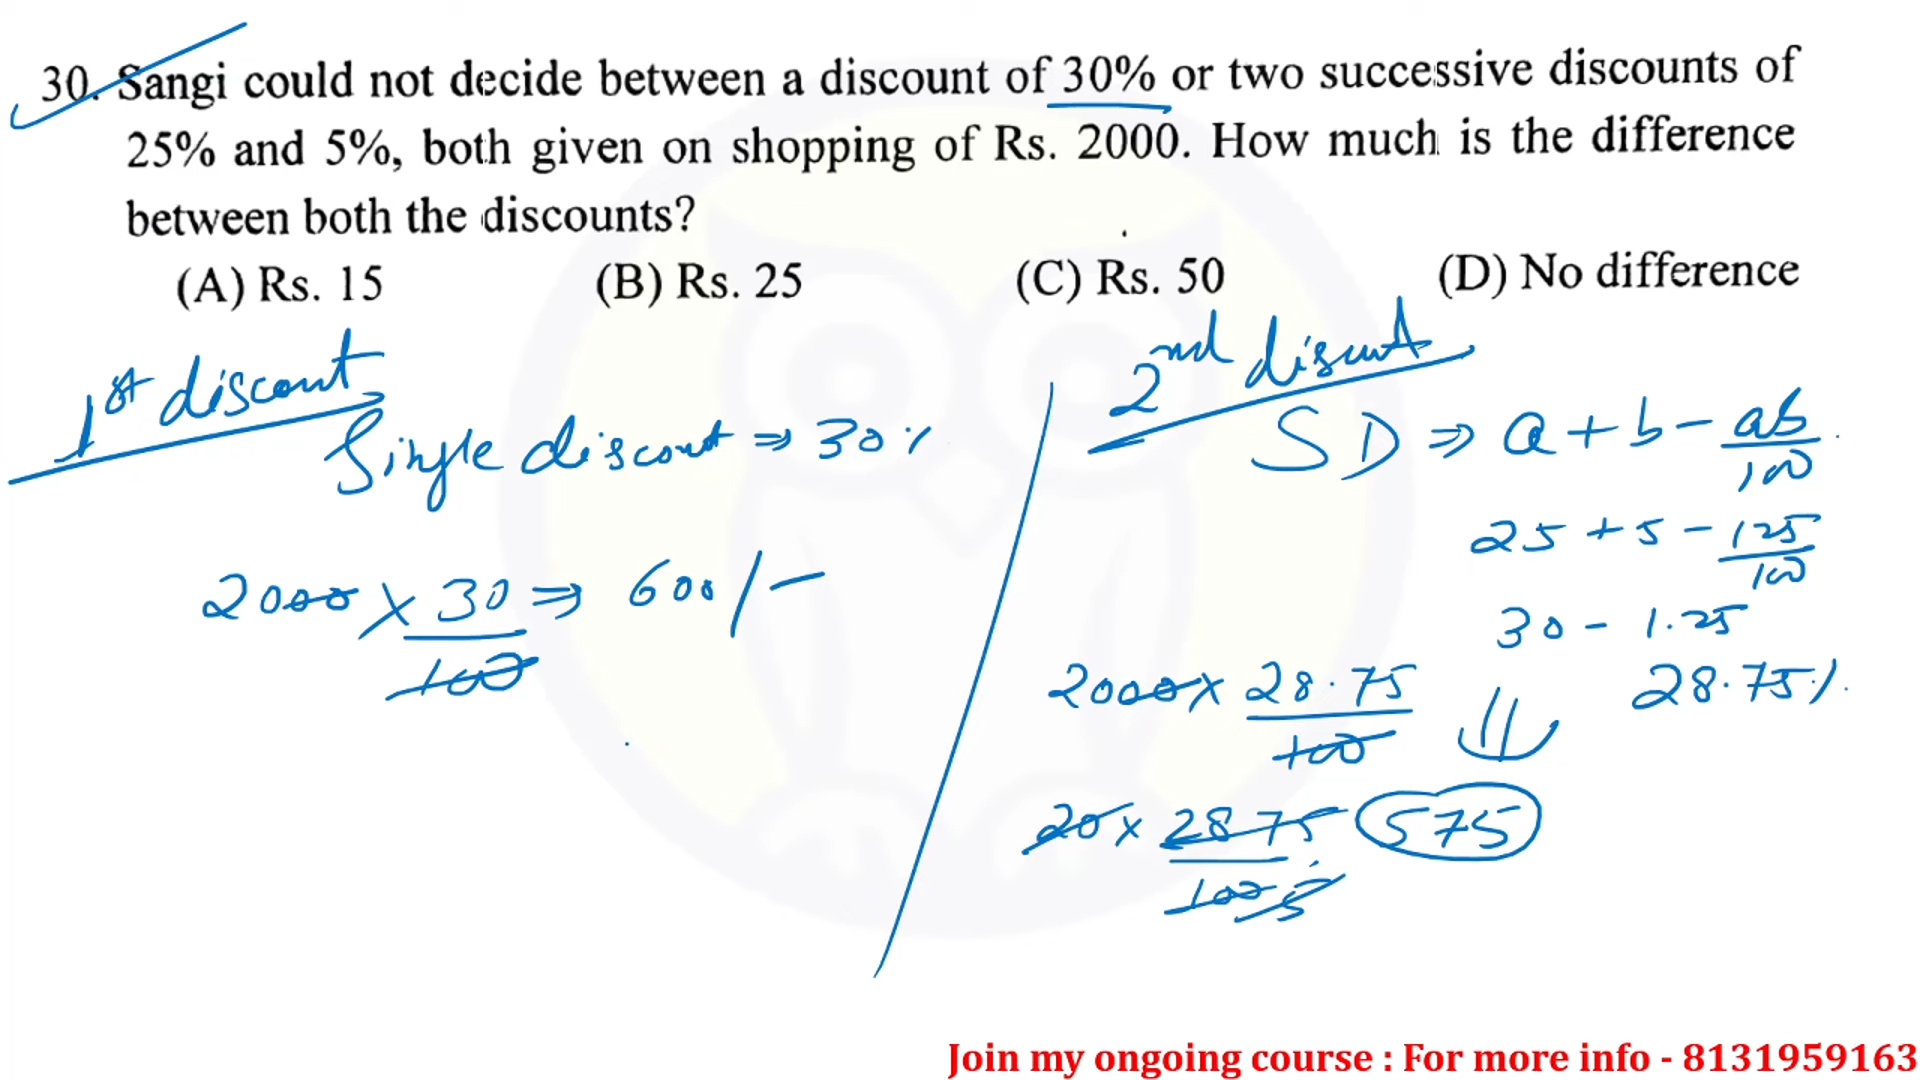 30. Sangi could not decide between a discount of 30% or two successive discounts of
25% and 5%, both given on shopping of Rs. 2000. How much is the difference
between both the discounts?
(A) Rs. 15 (B) Rs. 25 (C) Rs. 50 (D) No difference
1st discount
Single discount ⇒ 30%
2000 × 30 ⇒ 600/-
100
2nd discount
SD ⇒ a + b - ab
100
25 + 5 - 125
100
30 - 1.25
28.75%
2000 × 28.75
100
20 × 2875 575
100 5
Join my ongoing course : For more info - 8131959163